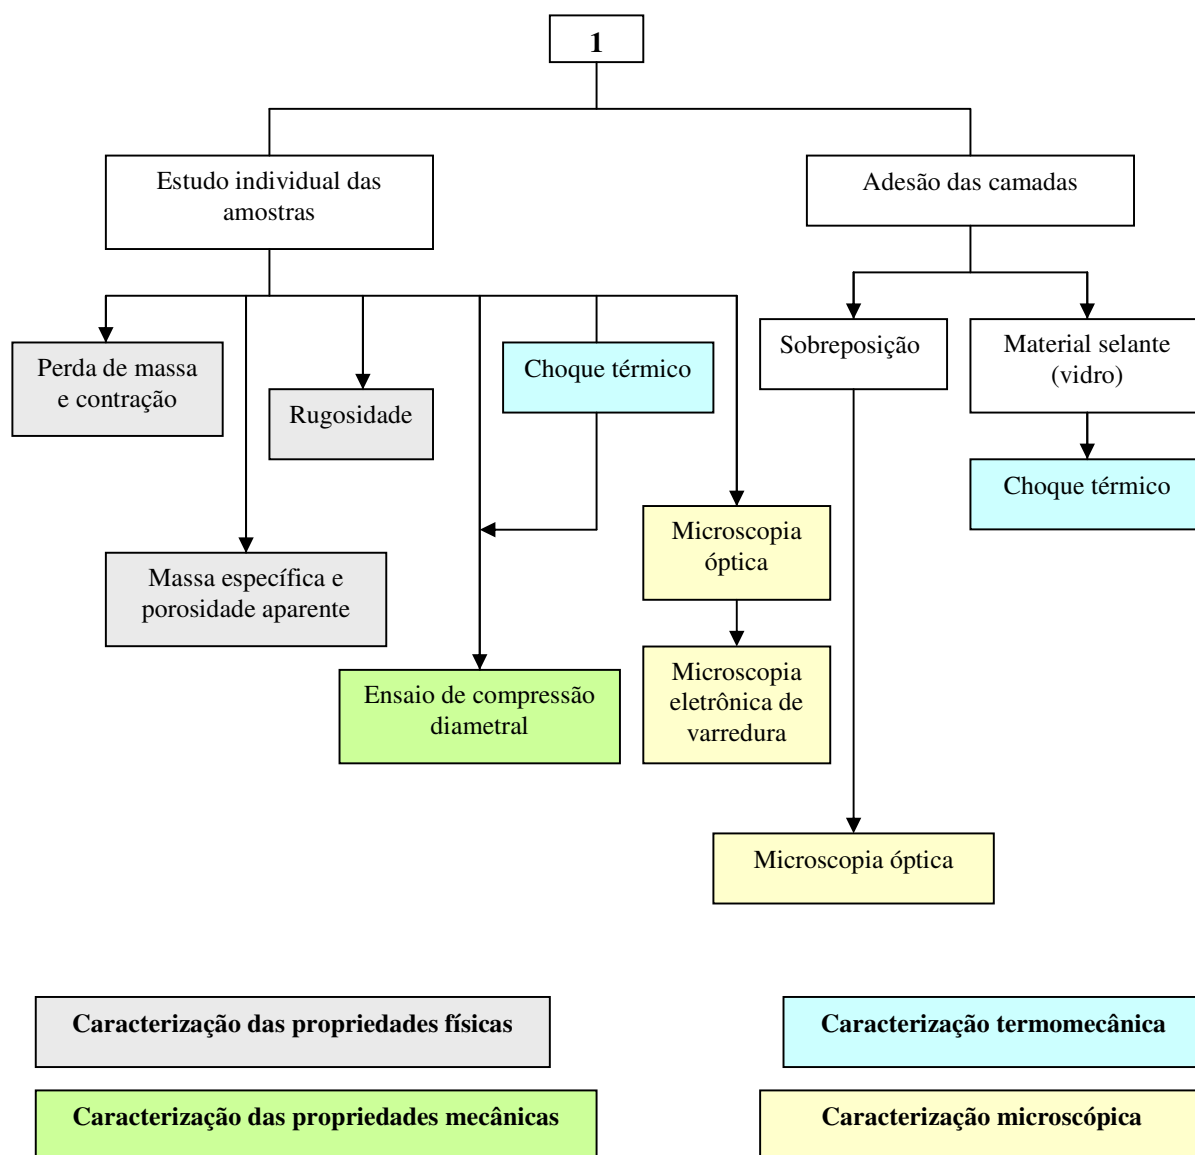 1
Estudo individual das
amostras
Adesão das camadas
Perda de massa
e contração
Rugosidade
Choque térmico
Sobreposição
Material selante
(vidro)
Choque térmico
Massa específica e
porosidade aparente
Microscopia
óptica
Ensaio de compressão
diametral
Microscopia
eletrônica de
varredura
Microscopia óptica
Caracterização das propriedades físicas
Caracterização termomecânica
Caracterização das propriedades mecânicas
Caracterização microscópica